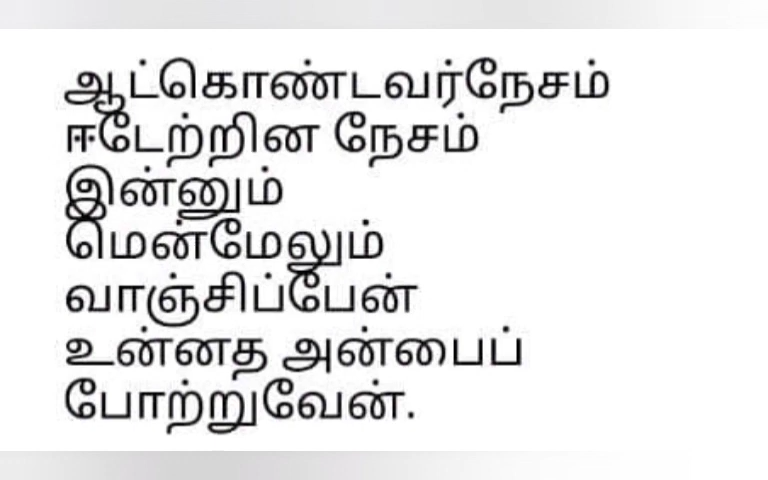 ஆட்கொண்டவர்நேசம்
ஈடேற்றின நேசம்
இன்னும்
மென்மேலும்
வாஞ்சிப்பேன்
உன்னத அன்பைப்
போற்றுவேன்.